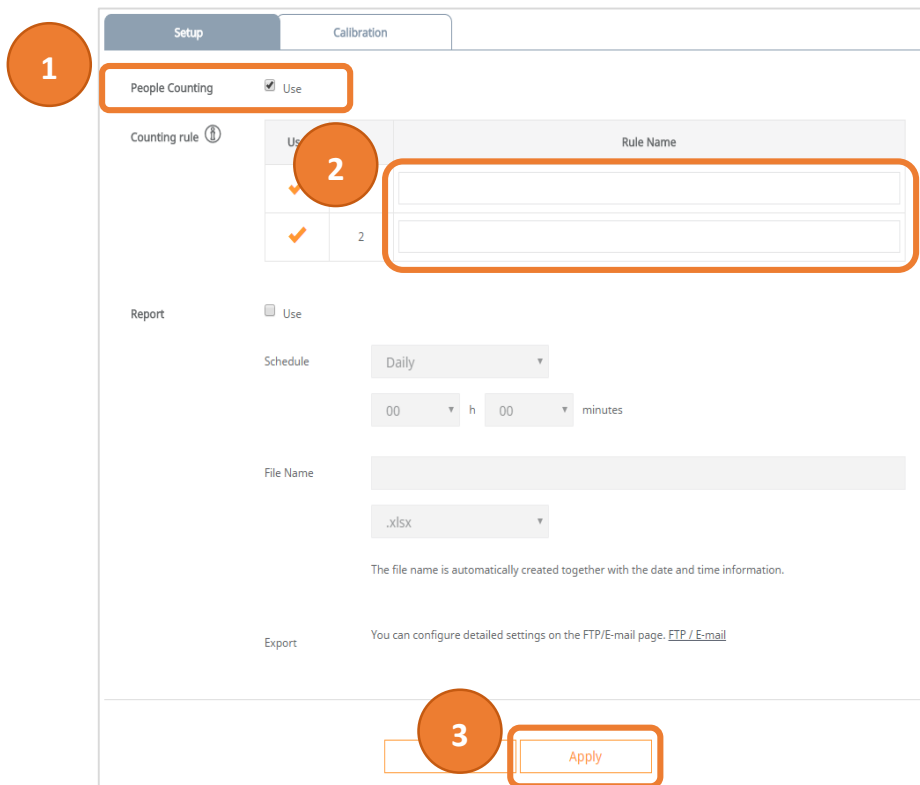 Setup
Calibration
1
People Counting
Use
Counting rule
Rule Name
2
2
Report
Use
Schedule
Daily
00
h
00
minutes
File Name
.xlsx
The file name is automatically created together with the date and time information.
Export
You can configure detailed settings on the FTP/E-mail page. FTP / E-mail
3
Apply